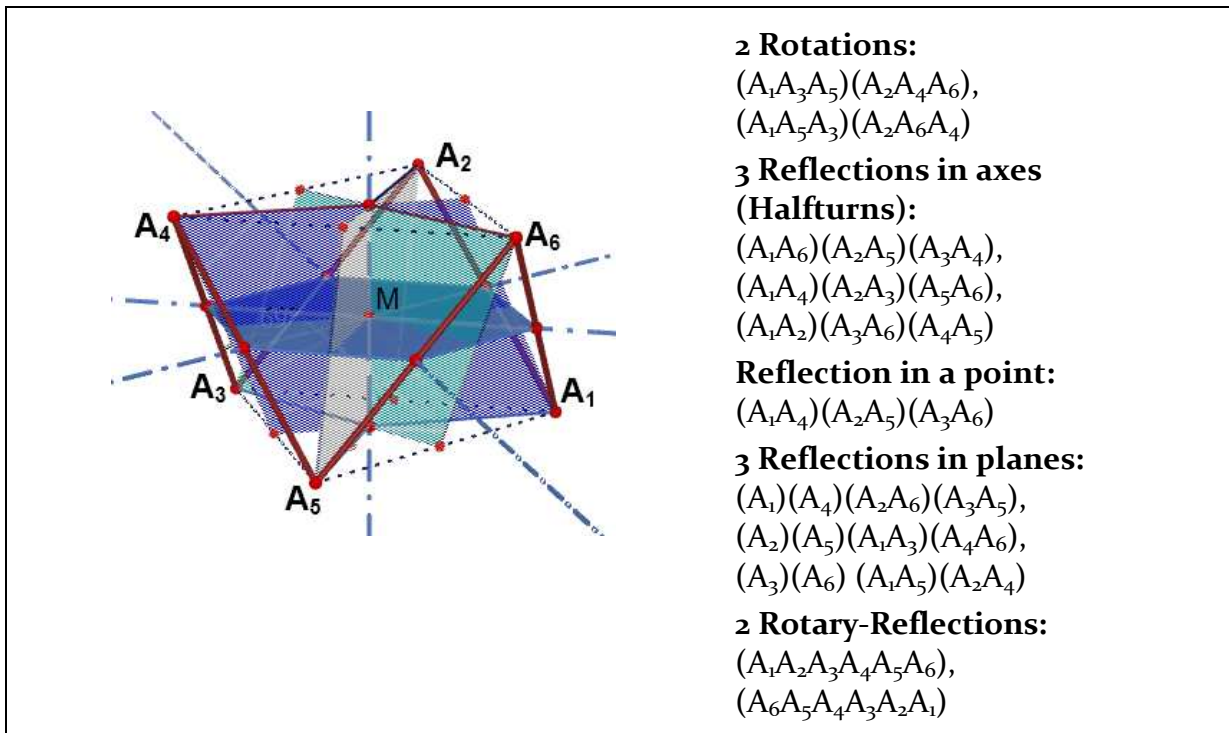 A₂
A₄
A₆
M
A₃
A₁
A₅
2 Rotations:
(A₁A₃A₅)(A₂A₄A₆),
(A₁A₅A₃)(A₂A₆A₄)
3 Reflections in axes
(Halfturns):
(A₁A₆)(A₂A₅)(A₃A₄),
(A₁A₄)(A₂A₃)(A₅A₆),
(A₁A₂)(A₃A₆)(A₄A₅)
Reflection in a point:
(A₁A₄)(A₂A₅)(A₃A₆)
3 Reflections in planes:
(A₁)(A₄)(A₂A₆)(A₃A₅),
(A₂)(A₅)(A₁A₃)(A₄A₆),
(A₃)(A₆) (A₁A₅)(A₂A₄)
2 Rotary-Reflections:
(A₁A₂A₃A₄A₅A₆),
(A₆A₅A₄A₃A₂A₁)